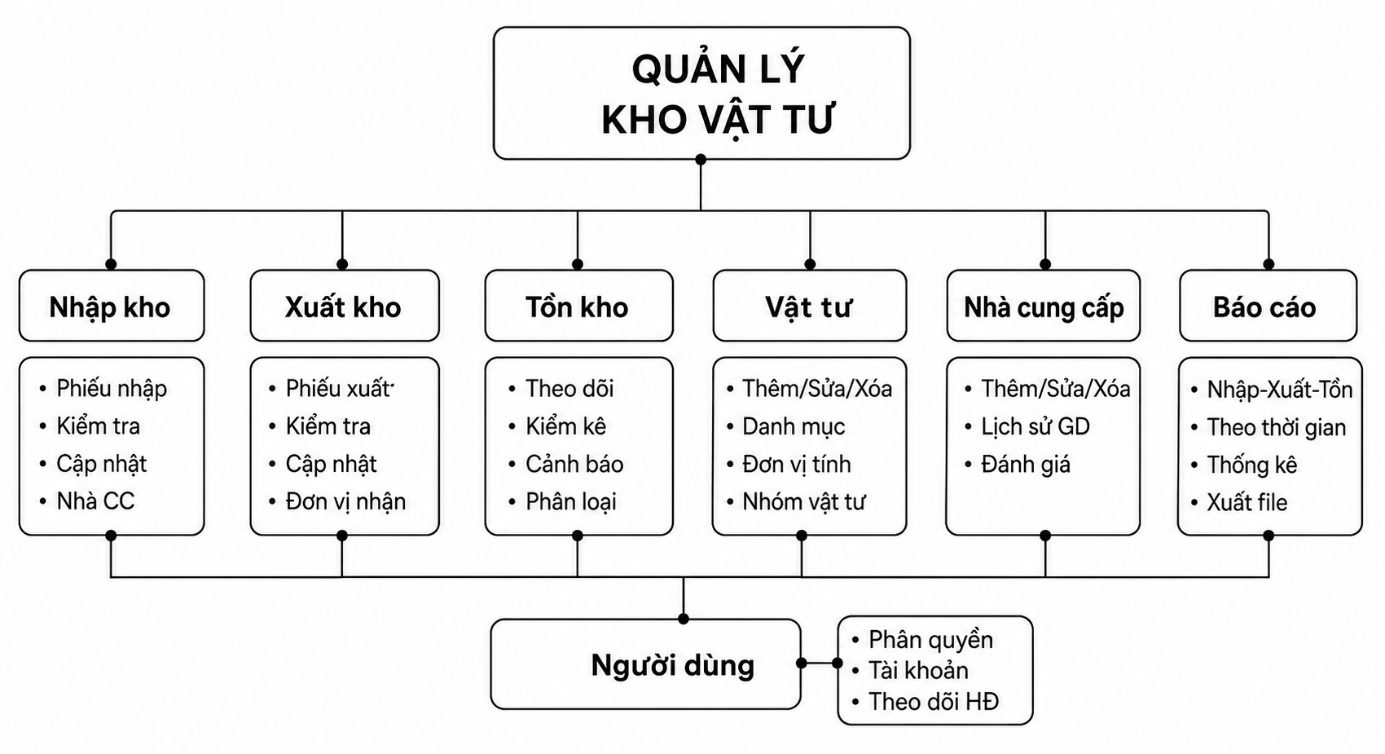 QUẢN LÝ
KHO VẬT TƯ
Nhập kho
• Phiếu nhập
• Kiểm tra
• Cập nhật
• Nhà CC
Xuất kho
• Phiếu xuất
• Kiểm tra
• Cập nhật
• Đơn vị nhận
Tồn kho
• Theo dõi
• Kiểm kê
• Cảnh báo
• Phân loại
Vật tư
• Thêm/Sửa/Xóa
• Danh mục
• Đơn vị tính
• Nhóm vật tư
Nhà cung cấp
• Thêm/Sửa/Xóa
• Lịch sử GD
• Đánh giá
Báo cáo
• Nhập-Xuất-Tồn
• Theo thời gian
• Thống kê
• Xuất file
Người dùng
• Phân quyền
• Tài khoản
• Theo dõi HĐ